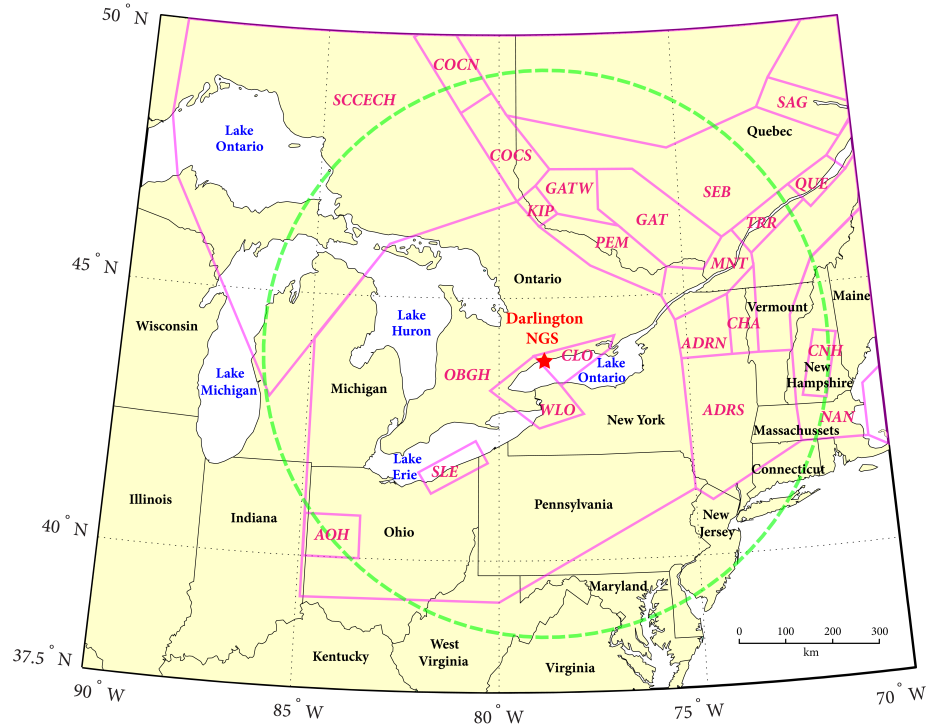 50 ° N
COCN
SCCECH
SAG
Lake
Ontario
Quebec
COCS
GATW
SEB
QUE
KIP
GAT
TRR
PEM
MNT
45 ° N
Ontario
Maine
Vermount
Wisconsin
Lake
Huron
Darlington
NGS
CHA
ADRN
CNH
CLO
Lake
Ontario
OBGH
Lake
Michigan
Michigan
New
Hampshire
WLO
New York
ADRS
NAN
Massachussets
Lake
Erie
SLE
Connecticut
Illinois
Indiana
AOH
Ohio
Pennsylvania
New
Jersey
40 ° N
Maryland
0 100 200 300
km
West
Virginia
Kentucky
Virginia
37.5 ° N
90 ° W
85 ° W
80 ° W
75 ° W
70 ° W